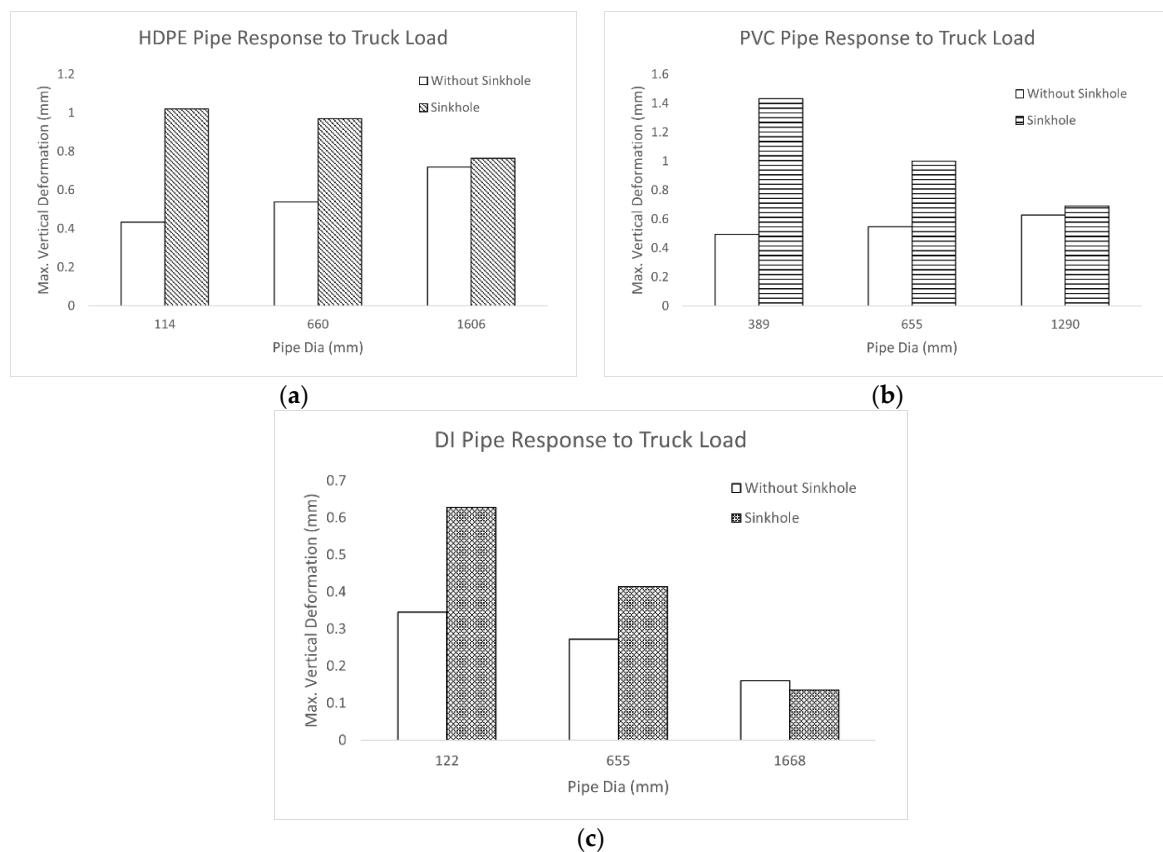 HDPE Pipe Response to Truck Load
Without Sinkhole
Sinkhole
Max. Vertical Deformation (mm)
1.2
1
0.8
0.6
0.4
0.2
0
114 660 1606
Pipe Dia (mm)
(a)
PVC Pipe Response to Truck Load
Without Sinkhole
Sinkhole
Max. Vertical Deformation (mm)
1.6
1.4
1.2
1
0.8
0.6
0.4
0.2
0
389 655 1290
Pipe Dia (mm)
(b)
DI Pipe Response to Truck Load
Without Sinkhole
Sinkhole
Max. Vertical Deformation (mm)
0.7
0.6
0.5
0.4
0.3
0.2
0.1
0
122 655 1668
Pipe Dia (mm)
(c)